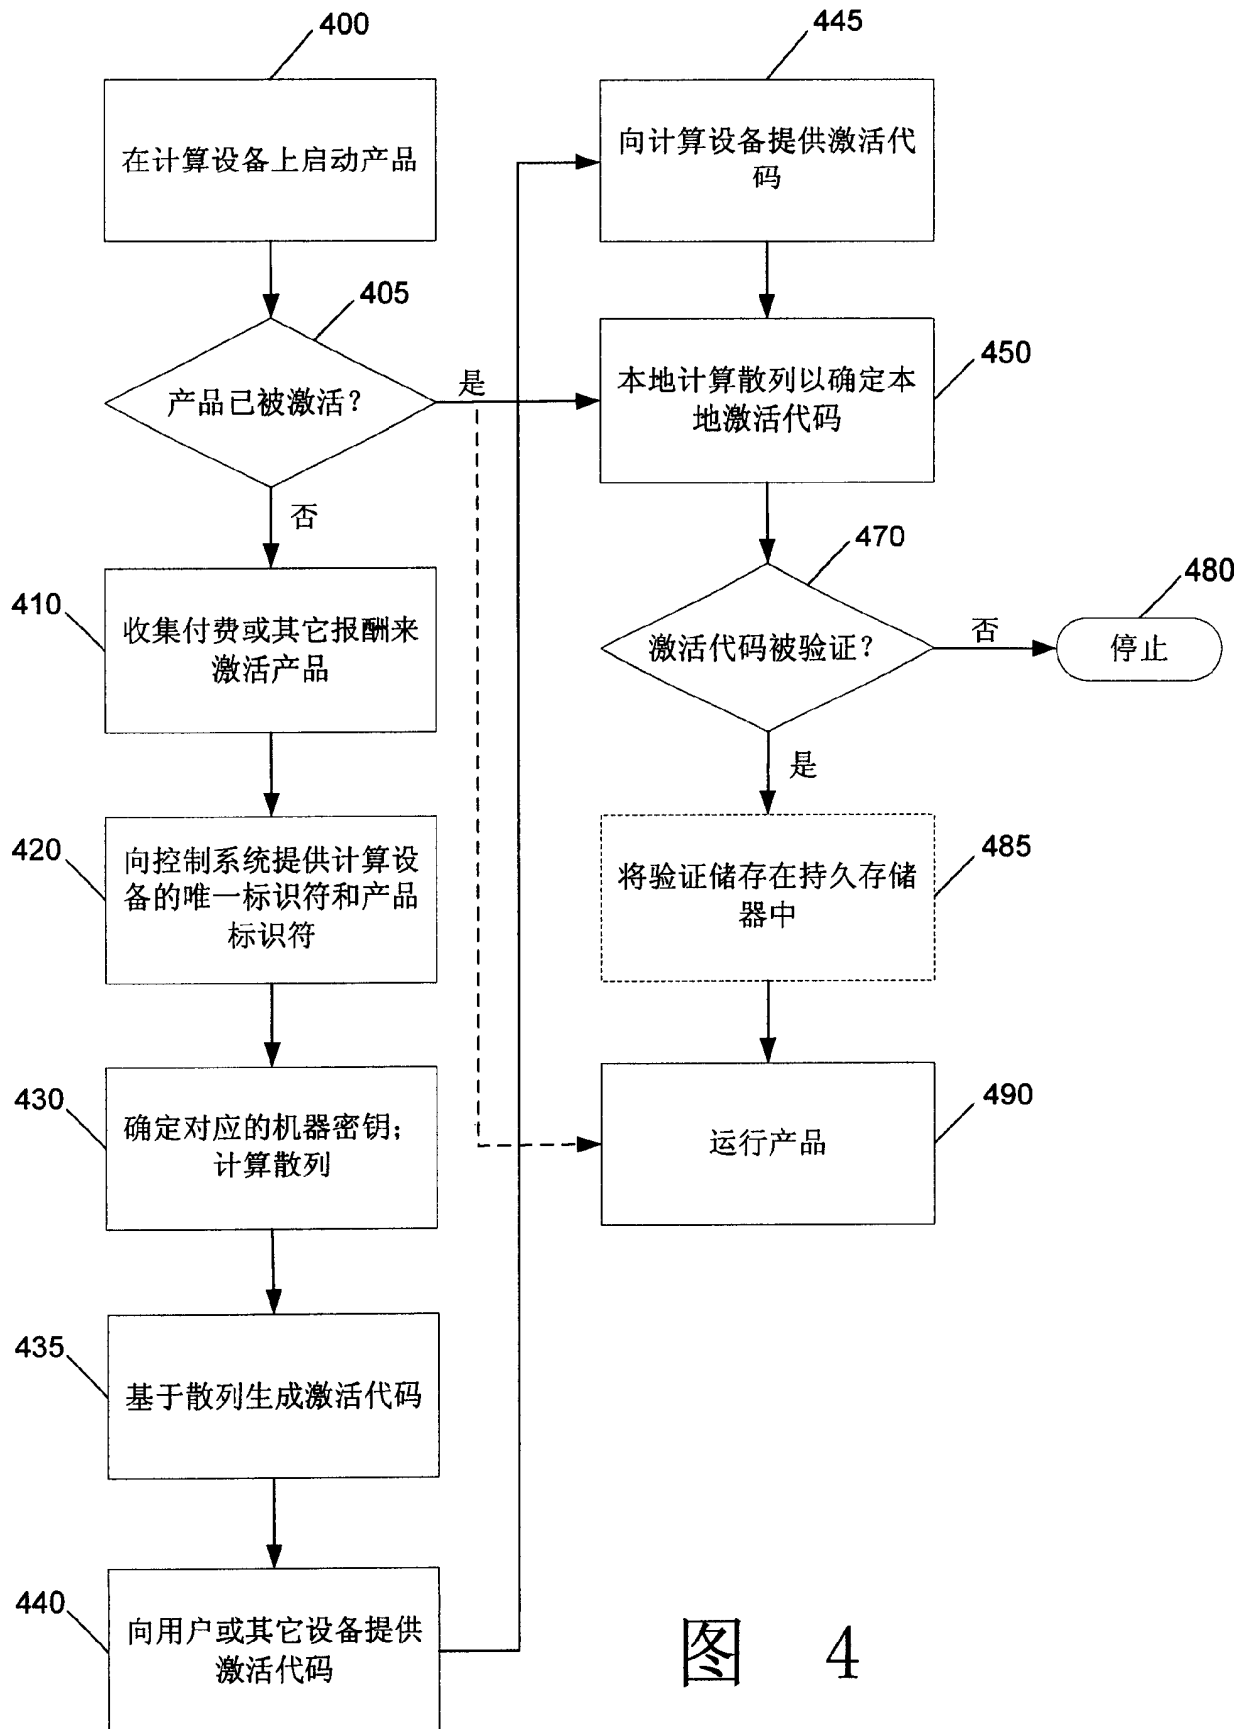 400
在计算设备上启动产品
405
产品已被激活？
是
否
410
收集付费或其它报酬来
激活产品
420
向控制系统提供计算设
备的唯一标识符和产品
标识符
430
确定对应的机器密钥；
计算散列
435
基于散列生成激活代码
440
向用户或其它设备提供
激活代码
445
向计算设备提供激活代
码
450
本地计算散列以确定本
地激活代码
470
激活代码被验证？
否
480
停止
是
485
将验证储存在持久存储
器中
490
运行产品
图 4